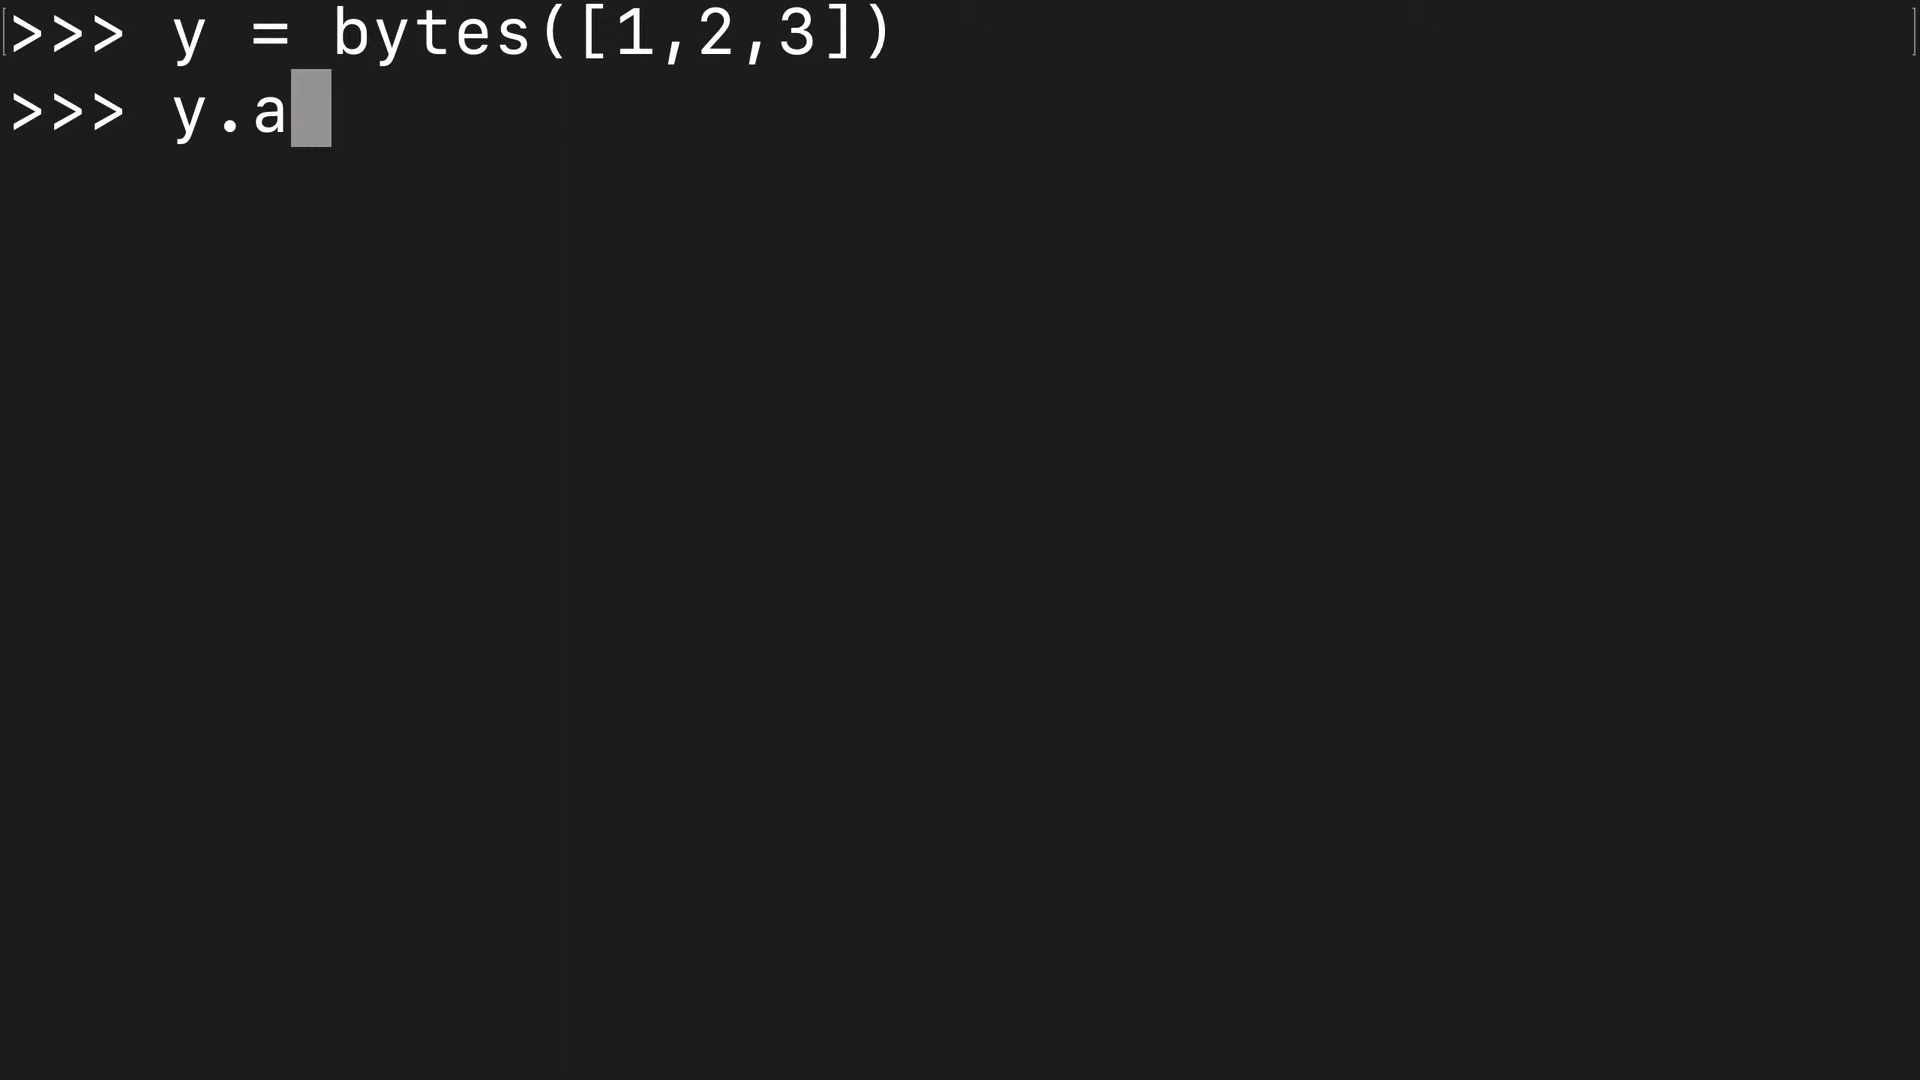 >>> y = bytes([1,2,3])
>>> y.a